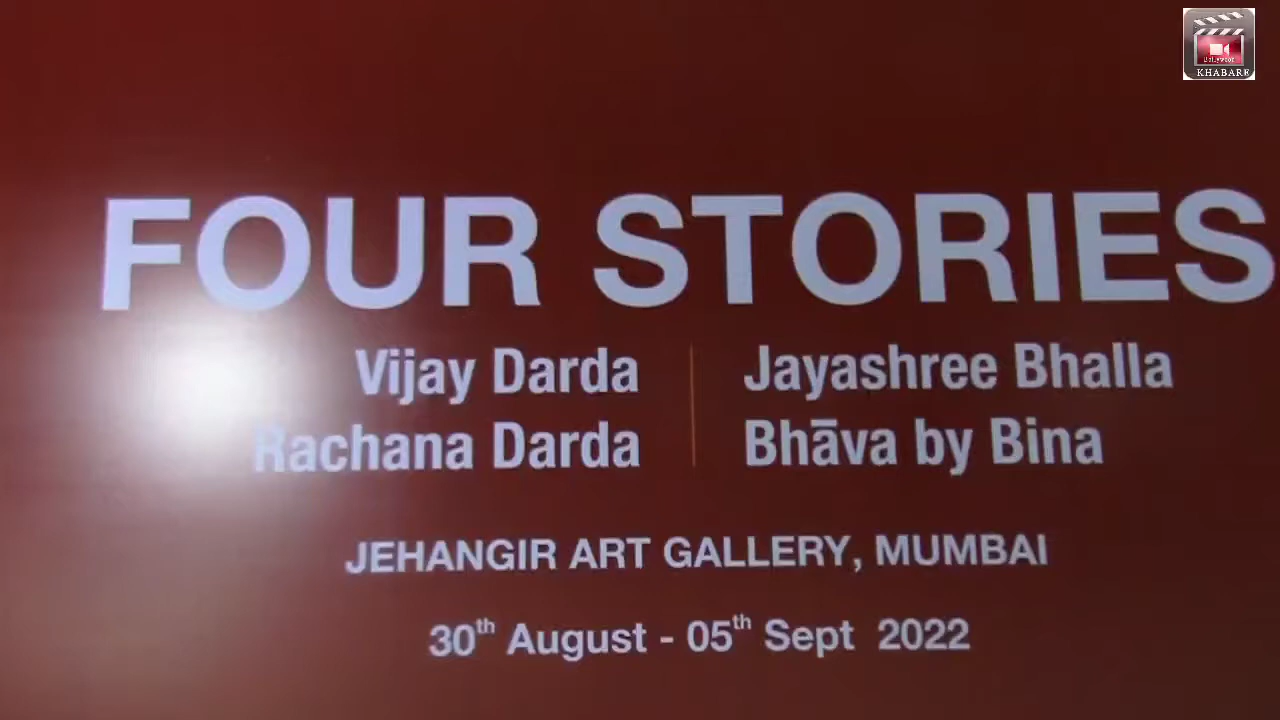 Bollywood
KHABARE
FOUR STORIES
Vijay Darda
Rachana Darda
Jayashree Bhalla
Bhāva by Bina
JEHANGIR ART GALLERY, MUMBAI
30th August - 05th Sept 2022